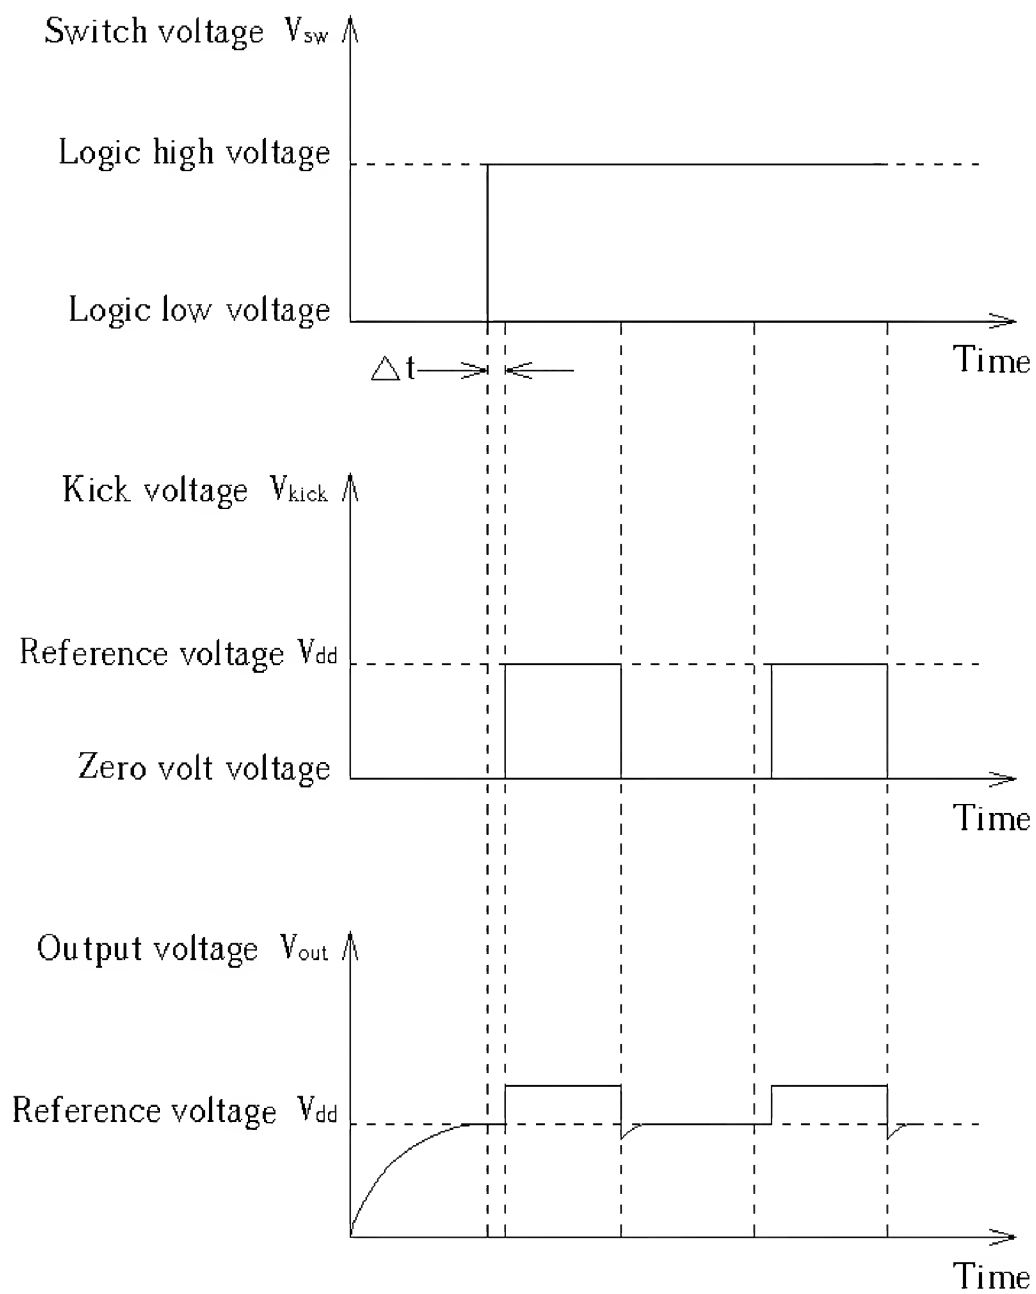 Switch voltage Vsw
Logic high voltage
Logic low voltage
Time
△t
Kick voltage Vkick
Reference voltage Vdd
Zero volt voltage
Time
Output voltage Vout
Reference voltage Vdd
Time